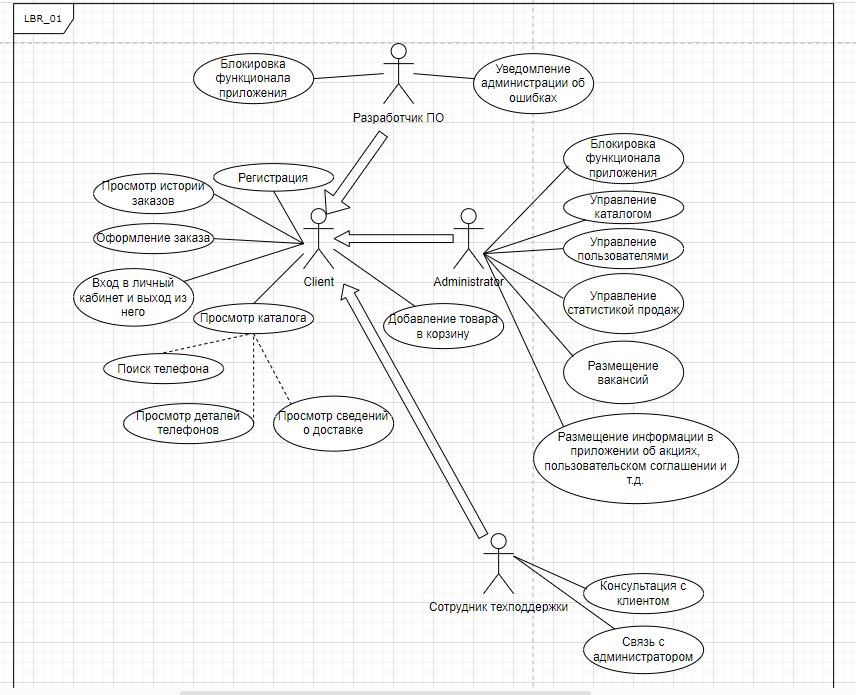 LBR_01
Блокировка
функционала
приложения
Уведомление
администрации об
ошибках
Разработчик ПО
Блокировка
функционала
приложения
Регистрация
Просмотр истории
заказов
Управление
каталогом
Оформление заказа
Управление
пользователями
Client
Administrator
Вход в личный
кабинет и выход из
него
Управление
статистикой продаж
Просмотр каталога
Добавление товара
в корзину
Поиск телефона
Размещение
вакансий
Просмотр деталей
телефонов
Просмотр сведений
о доставке
Размещение информации в
приложении об акциях,
пользовательском соглашении и
т.д.
Сотрудник техподдержки
Консультация с
клиентом
Связь с
администратором